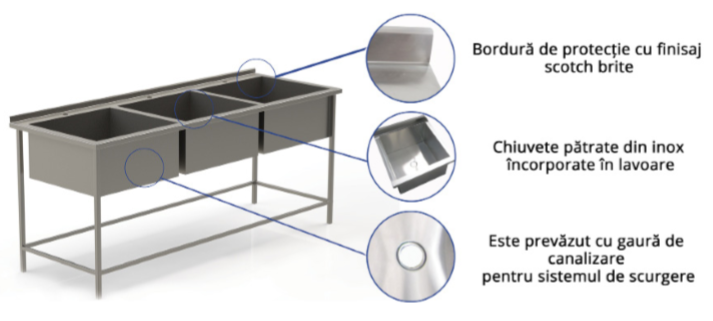 Bordură de protecție cu finisaj
scotch brite
Chiuvete pătrate din inox
încorporate în lavoare
Este prevăzut cu gaură de
canalizare
pentru sistemul de scurgere